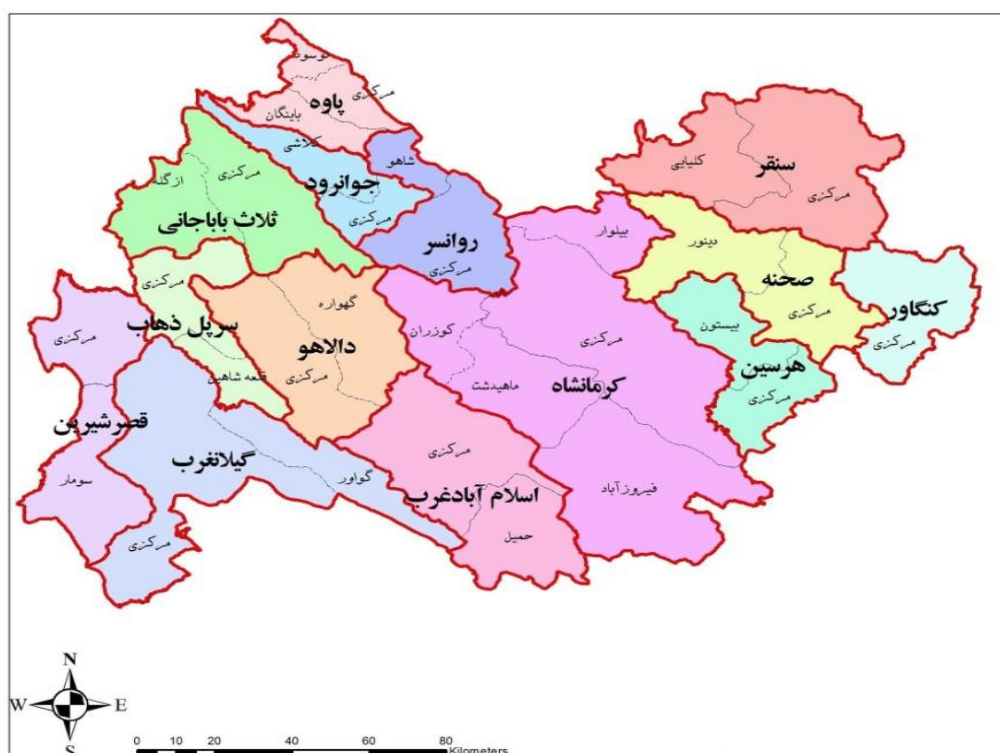 نوسود
مرکزی
پاوه
باینگان
کلاشی
شاهو
ازگله
مرکزی
جوانرود
مرکزی
ثلاث باباجانی
روانسر
مرکزی
سنقر
کلیایی
مرکزی
بیلوار
دینور
صحنه
مرکزی
کنگاور
مرکزی
بیستون
هرسین
مرکزی
مرکزی
سرپل ذهاب
قلعه شاهین
گهواره
دالاهو
مرکزی
کوزران
مرکزی
ماهیدشت
کرمانشاه
فیروزآباد
مرکزی
قصرشیرین
سومار
گیلانغرب
گواور
مرکزی
مرکزی
اسلام آبادغرب
حمیل
N
W E
S
0 10 20 40 60 80
Kilometers